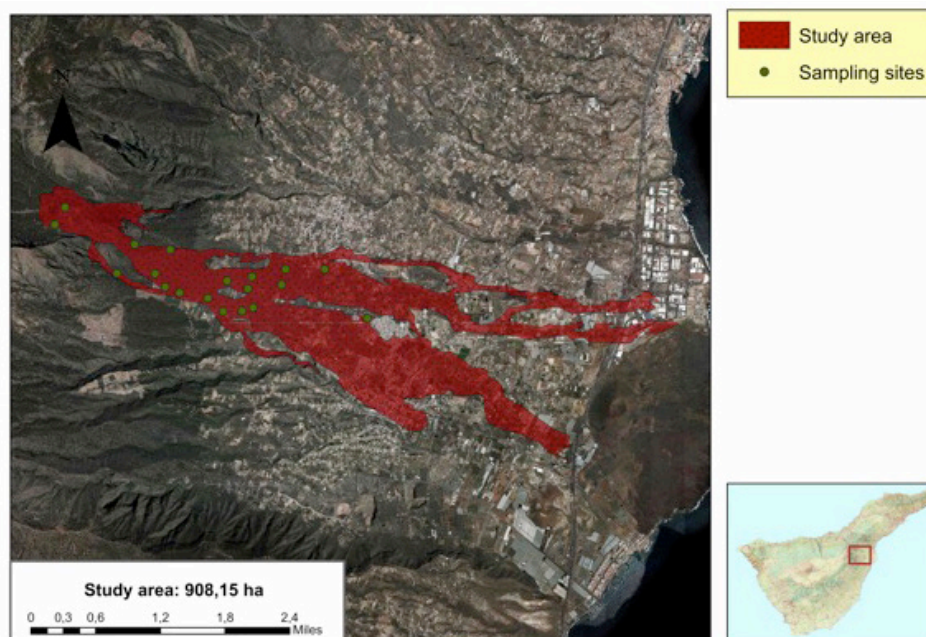 Study area
Sampling sites
N
Study area: 908,15 ha
0 0,3 0,6 1,2 1,8 2,4
Miles